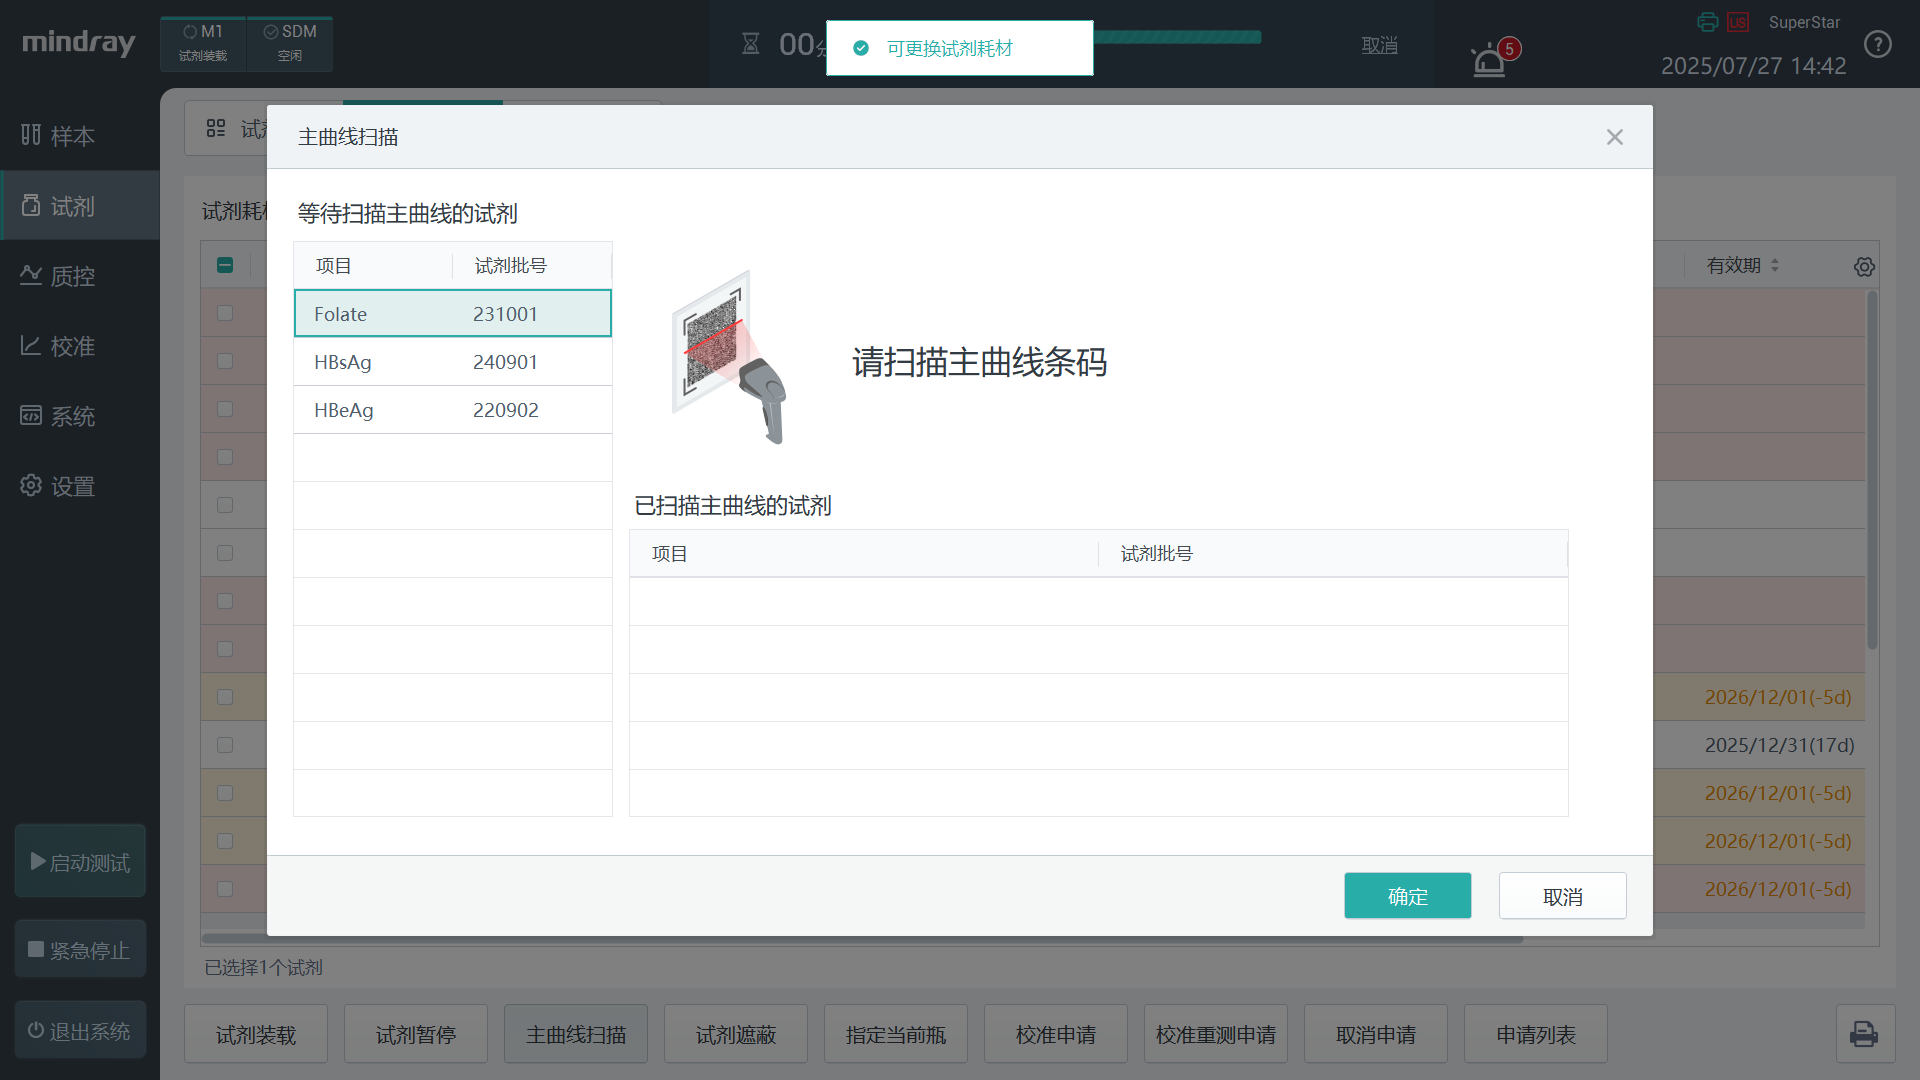 mindray
M1
试剂装载
SDM
空闲
00
可更换试剂耗材
取消
5
LIS
SuperStar
2025/07/27 14:42
?
样本
试剂
质控
校准
系统
设置
启动测试
紧急停止
退出系统
主曲线扫描
试剂耗
有效期
等待扫描主曲线的试剂
项目 试剂批号
Folate 231001
HBsAg 240901
HBeAg 220902
请扫描主曲线条码
已扫描主曲线的试剂
项目 试剂批号
2026/12/01(-5d)
2025/12/31(17d)
2026/12/01(-5d)
2026/12/01(-5d)
2026/12/01(-5d)
确定 取消
已选择1个试剂
试剂装载 试剂暂停 主曲线扫描 试剂遮蔽 指定当前瓶 校准申请 校准重测申请 取消申请 申请列表